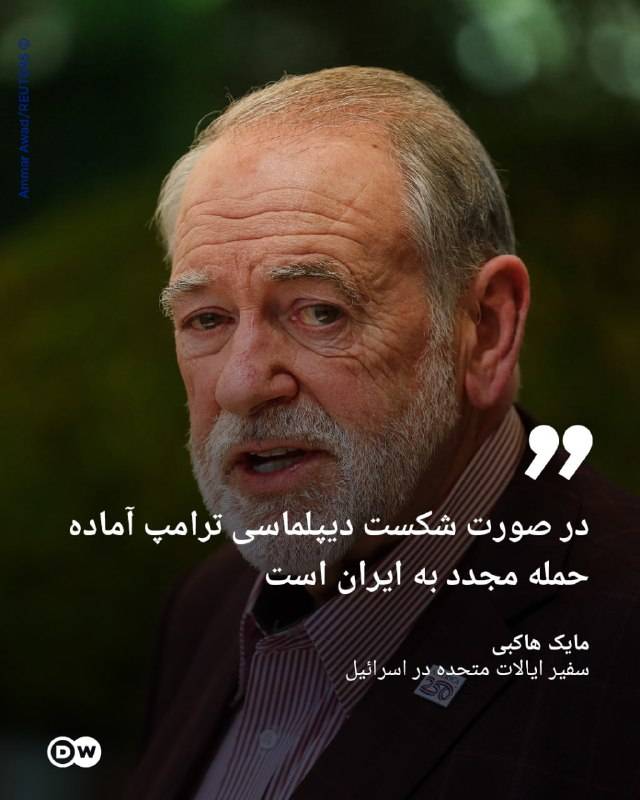 Ammar Awad/REUTERS ©
در صورت شکست دیپلماسی ترامپ آماده
حمله مجدد به ایران است
مایک هاکبی
سفیر ایالات متحده در اسرائیل
DW